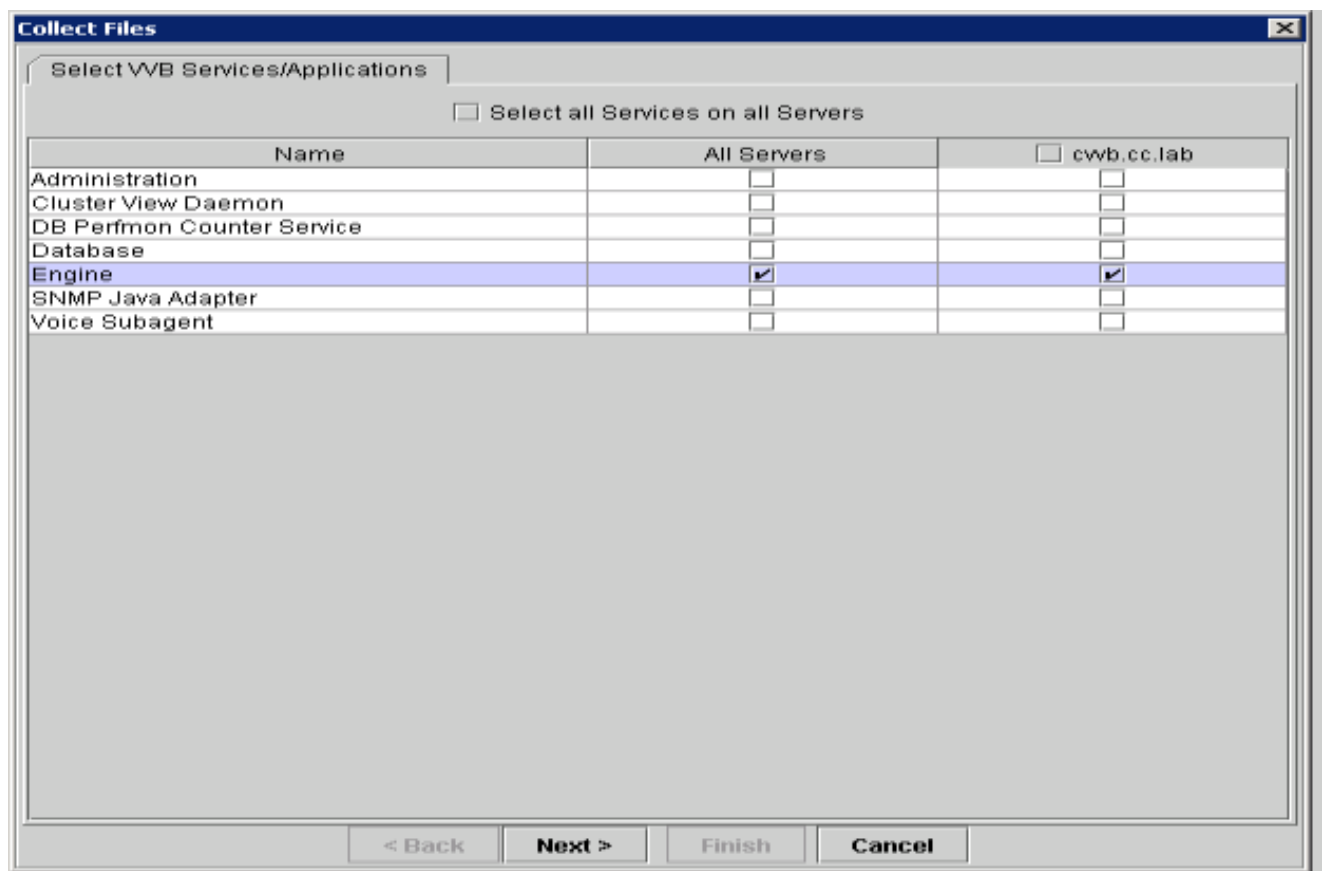 Collect Files
Select VVB Services/Applications
Select all Services on all Servers
Name All Servers cvvb.cc.lab
Administration
Cluster View Daemon
DB Perfmon Counter Service
Database
Engine
SNMP Java Adapter
Voice Subagent
< Back Next > Finish Cancel